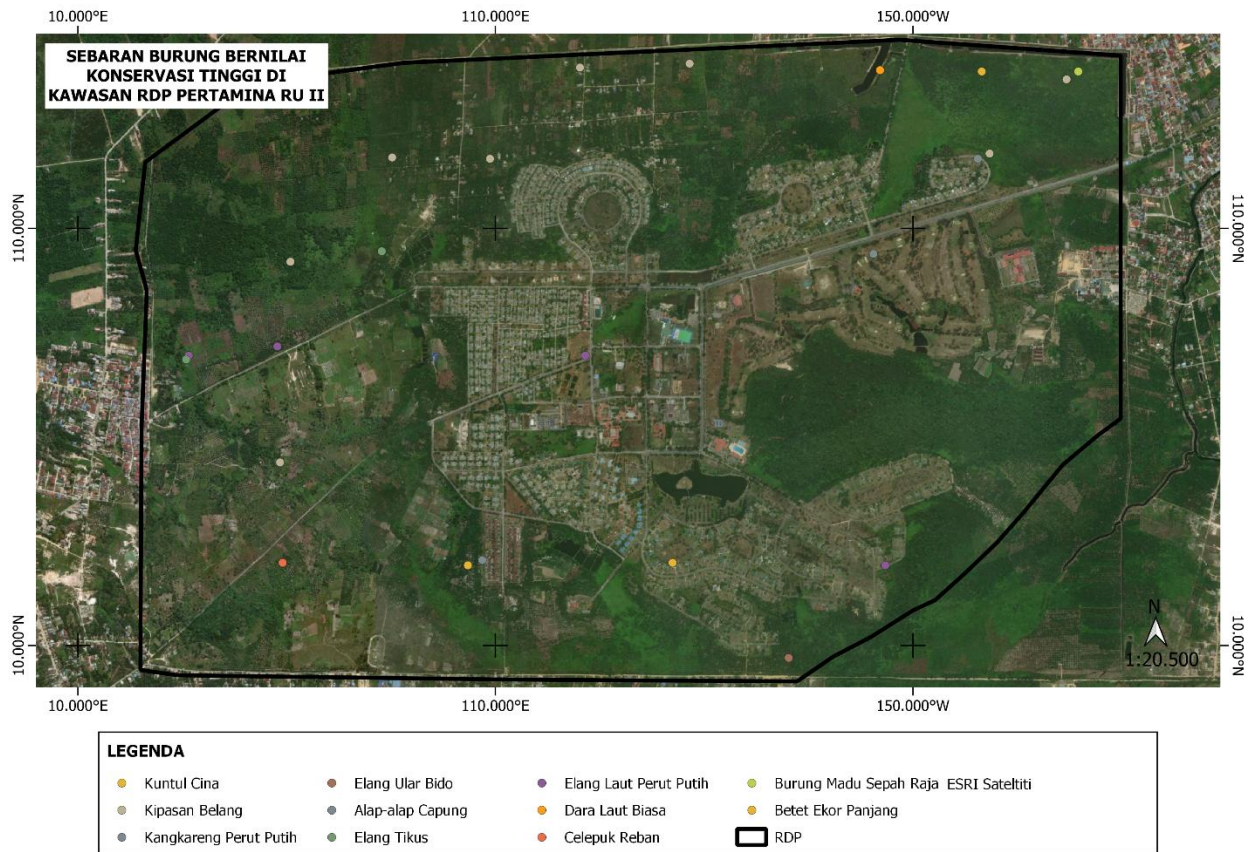 10.000°E 110.000°E 150.000°W
SEBARAN BURUNG BERNILAI
KONSERVASI TINGGI DI
KAWASAN RDP PERTAMINA RU II
110.000°N 110.000°N
10.000°N 10.000°N
N
1:20.500
10.000°E 110.000°E 150.000°W
LEGENDA
Kuntul Cina Elang Ular Bido Elang Laut Perut Putih Burung Madu Sepah Raja ESRI Sateltiti
Kipasan Belang Alap-alap Capung Dara Laut Biasa Betet Ekor Panjang
Kangkareng Perut Putih Elang Tikus Celepuk Reban RDP